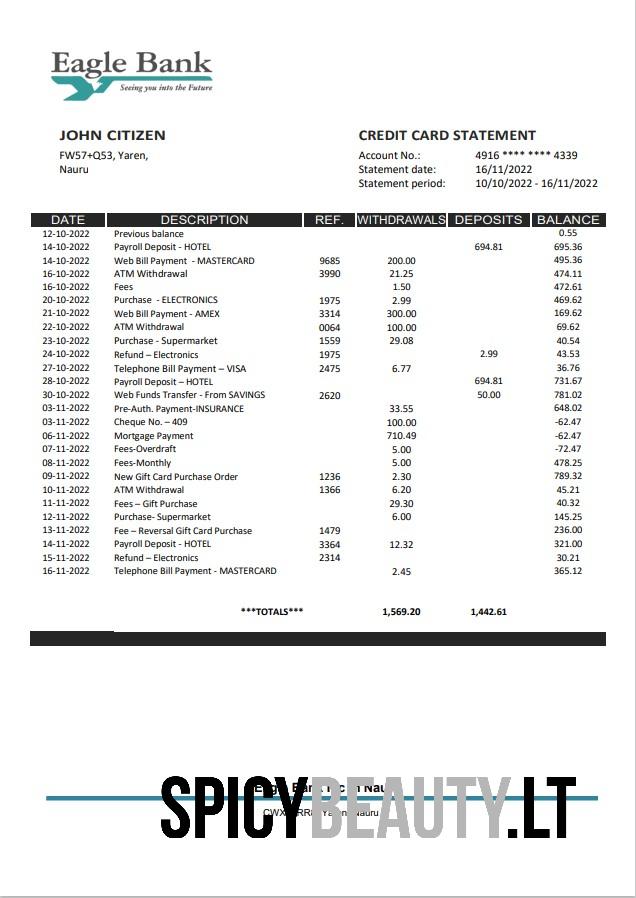 Eagle Bank
Seeing you into the Future
JOHN CITIZEN
FW57+Q53, Yaren,
Nauru
CREDIT CARD STATEMENT
Account No.: 4916 **** **** 4339
Statement date: 16/11/2022
Statement period: 10/10/2022 - 16/11/2022
DATE DESCRIPTION REF. WITHDRAWALS DEPOSITS BALANCE
12-10-2022 Previous balance 0.55
14-10-2022 Payroll Deposit - HOTEL 694.81 695.36
14-10-2022 Web Bill Payment - MASTERCARD 9685 200.00 495.36
16-10-2022 ATM Withdrawal 3990 21.25 474.11
16-10-2022 Fees 1.50 472.61
20-10-2022 Purchase - ELECTRONICS 1975 2.99 469.62
21-10-2022 Web Bill Payment - AMEX 3314 300.00 169.62
22-10-2022 ATM Withdrawal 0064 100.00 69.62
23-10-2022 Purchase - Supermarket 1559 29.08 40.54
24-10-2022 Refund – Electronics 1975 2.99 43.53
27-10-2022 Telephone Bill Payment – VISA 2475 6.77 36.76
28-10-2022 Payroll Deposit – HOTEL 694.81 731.67
30-10-2022 Web Funds Transfer - From SAVINGS 2620 50.00 781.02
03-11-2022 Pre-Auth. Payment-INSURANCE 33.55 648.02
03-11-2022 Cheque No. – 409 100.00 -62.47
06-11-2022 Mortgage Payment 710.49 -62.47
07-11-2022 Fees-Overdraft 5.00 -72.47
08-11-2022 Fees-Monthly 5.00 478.25
09-11-2022 New Gift Card Purchase Order 1236 2.30 789.32
10-11-2022 ATM Withdrawal 1366 6.20 45.21
11-11-2022 Fees – Gift Purchase 29.30 40.32
12-11-2022 Purchase- Supermarket 6.00 145.25
13-11-2022 Fee – Reversal Gift Card Purchase 1479 236.00
14-11-2022 Payroll Deposit - HOTEL 3364 12.32 321.00
15-11-2022 Refund – Electronics 2314 30.21
16-11-2022 Telephone Bill Payment - MASTERCARD 2.45 365.12
***TOTALS*** 1,569.20 1,442.61
SPICYBEAUTY.LT